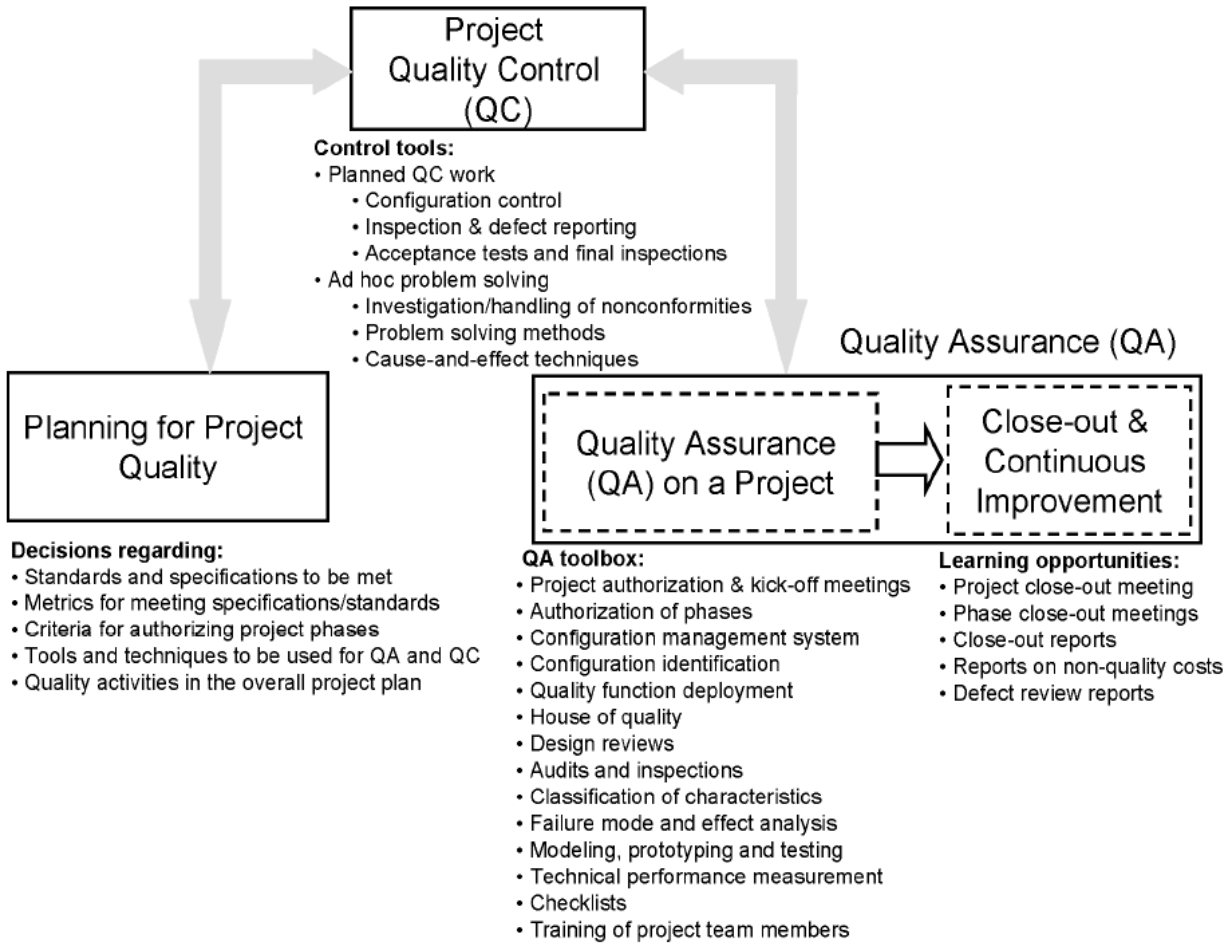 Project
Quality Control
(QC)
Control tools:
• Planned QC work
• Configuration control
• Inspection & defect reporting
• Acceptance tests and final inspections
• Ad hoc problem solving
• Investigation/handling of nonconformities
• Problem solving methods
• Cause-and-effect techniques
Planning for Project
Quality
Decisions regarding:
• Standards and specifications to be met
• Metrics for meeting specifications/standards
• Criteria for authorizing project phases
• Tools and techniques to be used for QA and QC
• Quality activities in the overall project plan
Quality Assurance (QA)
Quality Assurance
(QA) on a Project
QA toolbox:
• Project authorization & kick-off meetings
• Authorization of phases
• Configuration management system
• Configuration identification
• Quality function deployment
• House of quality
• Design reviews
• Audits and inspections
• Classification of characteristics
• Failure mode and effect analysis
• Modeling, prototyping and testing
• Technical performance measurement
• Checklists
• Training of project team members
Close-out &
Continuous
Improvement
Learning opportunities:
• Project close-out meeting
• Phase close-out meetings
• Close-out reports
• Reports on non-quality costs
• Defect review reports